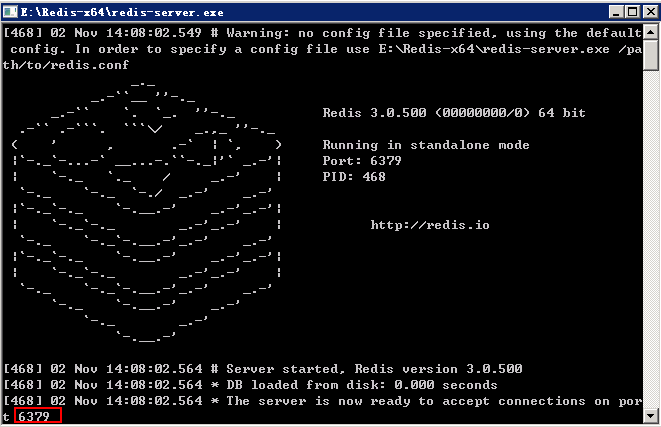 E:\Redis-x64\redis-server.exe
[468] 02 Nov 14:08:02.549 # Warning: no config file specified, using the default
 config. In order to specify a config file use E:\Redis-x64\redis-server.exe /pa
th/to/redis.conf
Redis 3.0.500 (00000000/0) 64 bit
Running in standalone mode
Port: 6379
PID: 468
http://redis.io
[468] 02 Nov 14:08:02.564 # Server started, Redis version 3.0.500
[468] 02 Nov 14:08:02.564 * DB loaded from disk: 0.000 seconds
[468] 02 Nov 14:08:02.564 * The server is now ready to accept connections on por
t 6379